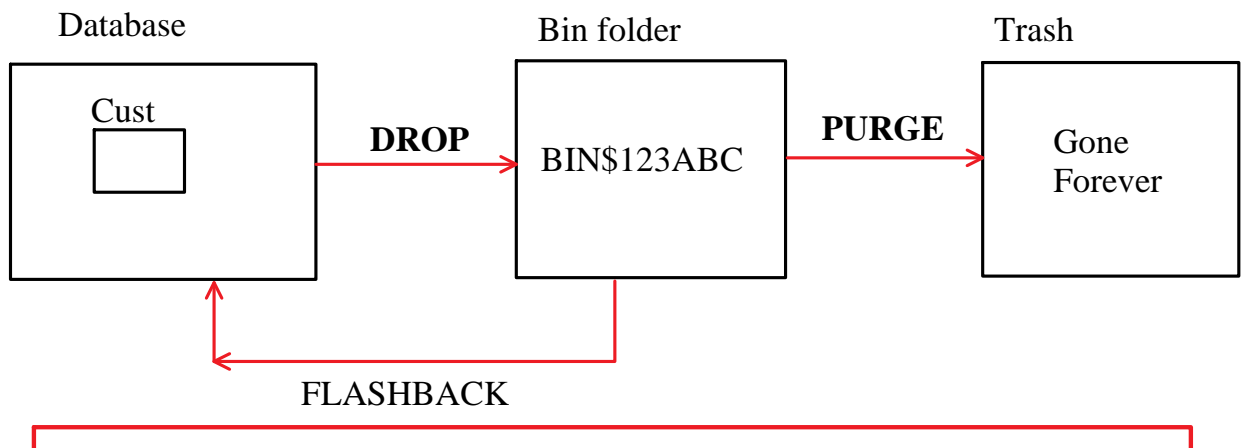 Database
Bin folder
Trash
Cust
DROP
BIN$123ABC
PURGE
Gone
Forever
FLASHBACK